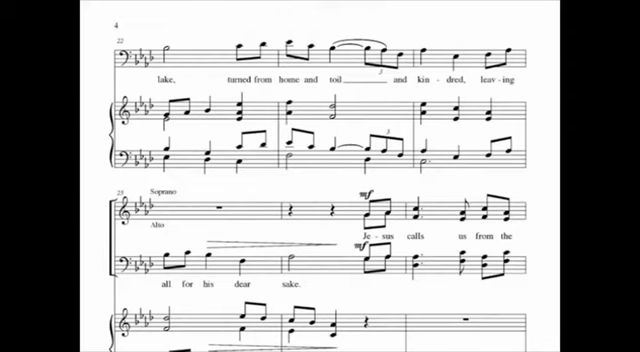 4
22
lake, turned from home and toil and kin - dred, leav - ing
3
3
25
Soprano
mf
Alto
Je - sus calls us from the
mf
all for his dear sake.